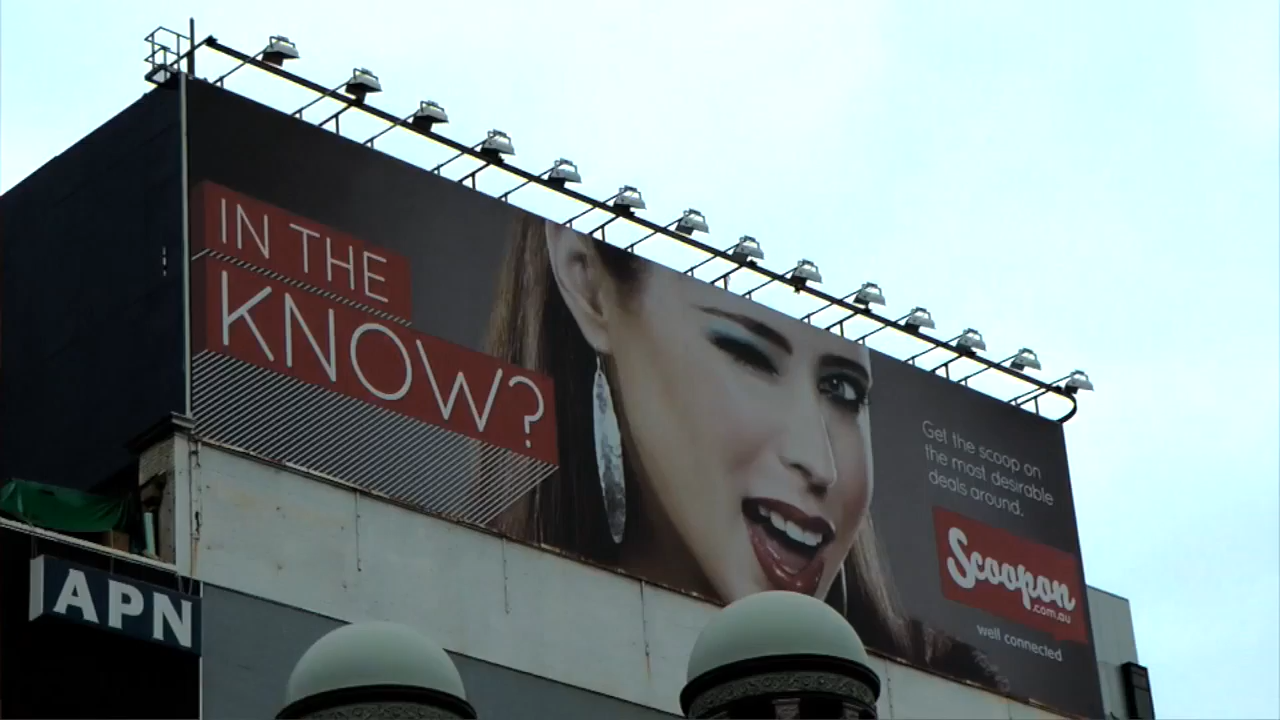 IN THE
KNOW?
Get the scoop on
the most desirable
deals around.
Scoopon
.com.au
well connected
APN